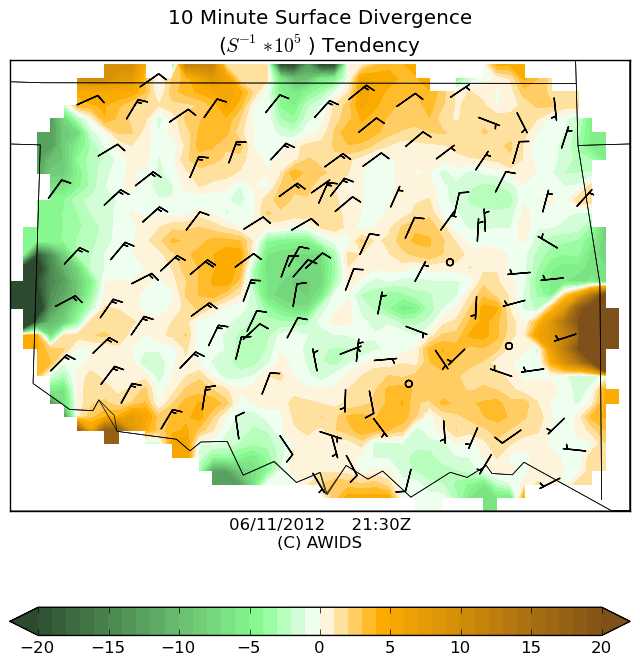 10 Minute Surface Divergence
(S⁻¹ *10⁵ ) Tendency
06/11/2012 21:30Z
(C) AWIDS
−20 −15 −10 −5 0 5 10 15 20